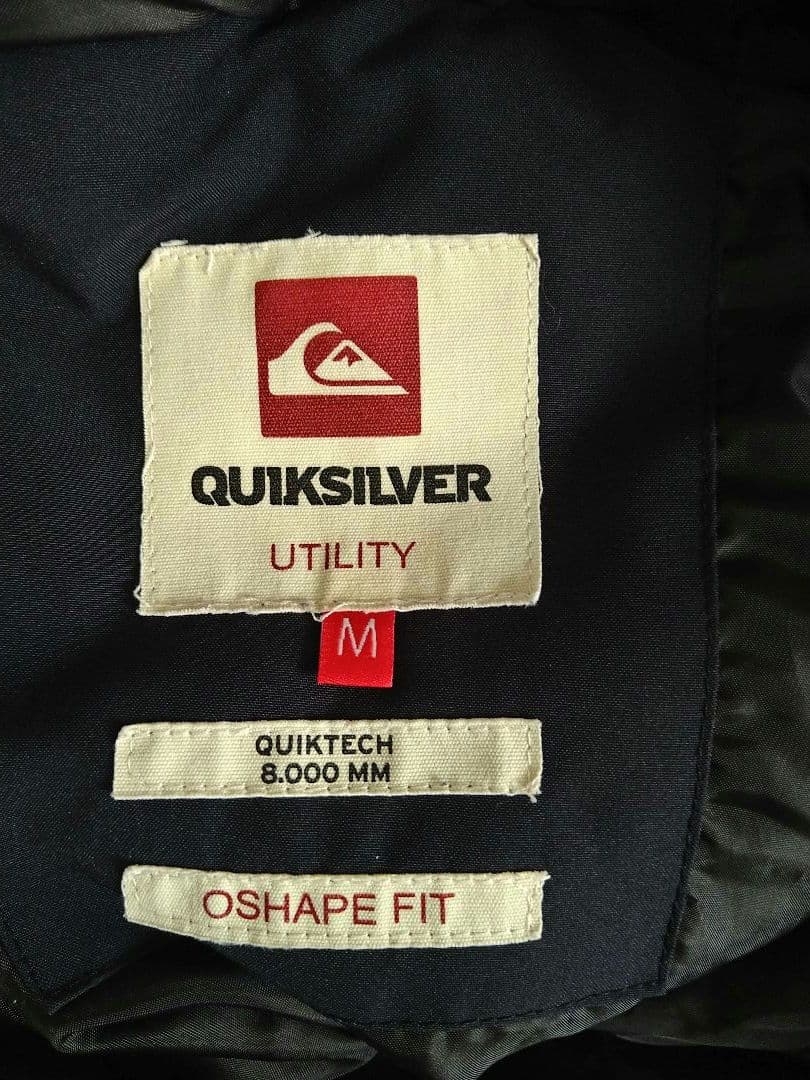 QUIKSILVER
UTILITY
M
QUIKTECH
8.000 MM
OSHAPE FIT